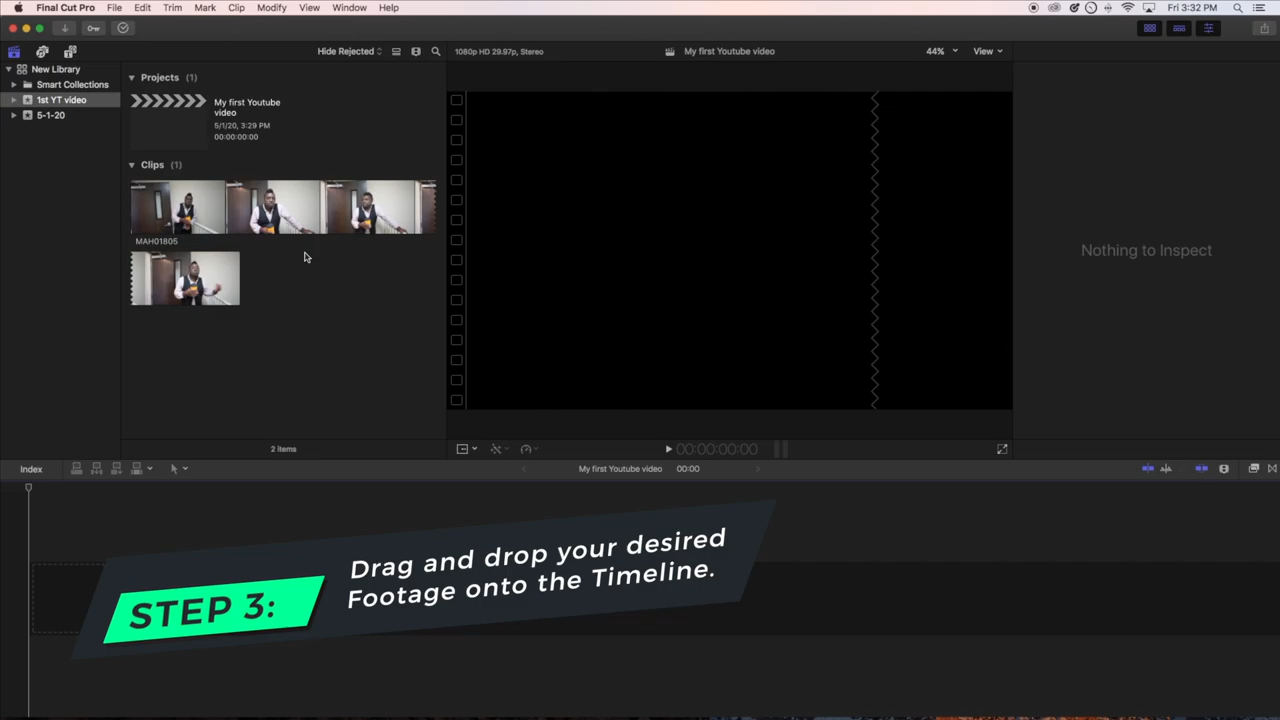 Final Cut Pro File Edit Trim Mark Clip Modify View Window Help
Fri 3:32 PM
Hide Rejected
1080p HD 29.97p, Stereo
My first Youtube video
44%
View
New Library
Smart Collections
1st YT video
5-1-20
Projects (1)
My first Youtube
video
5/1/20, 3:29 PM
00:00:00:00
Clips (1)
MAH01805
2 items
Nothing to Inspect
00:00:00:00
Index
My first Youtube video 00:00
STEP 3:
Drag and drop your desired
Footage onto the Timeline.